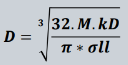 D = ∛(32.M.kD / π * σll)